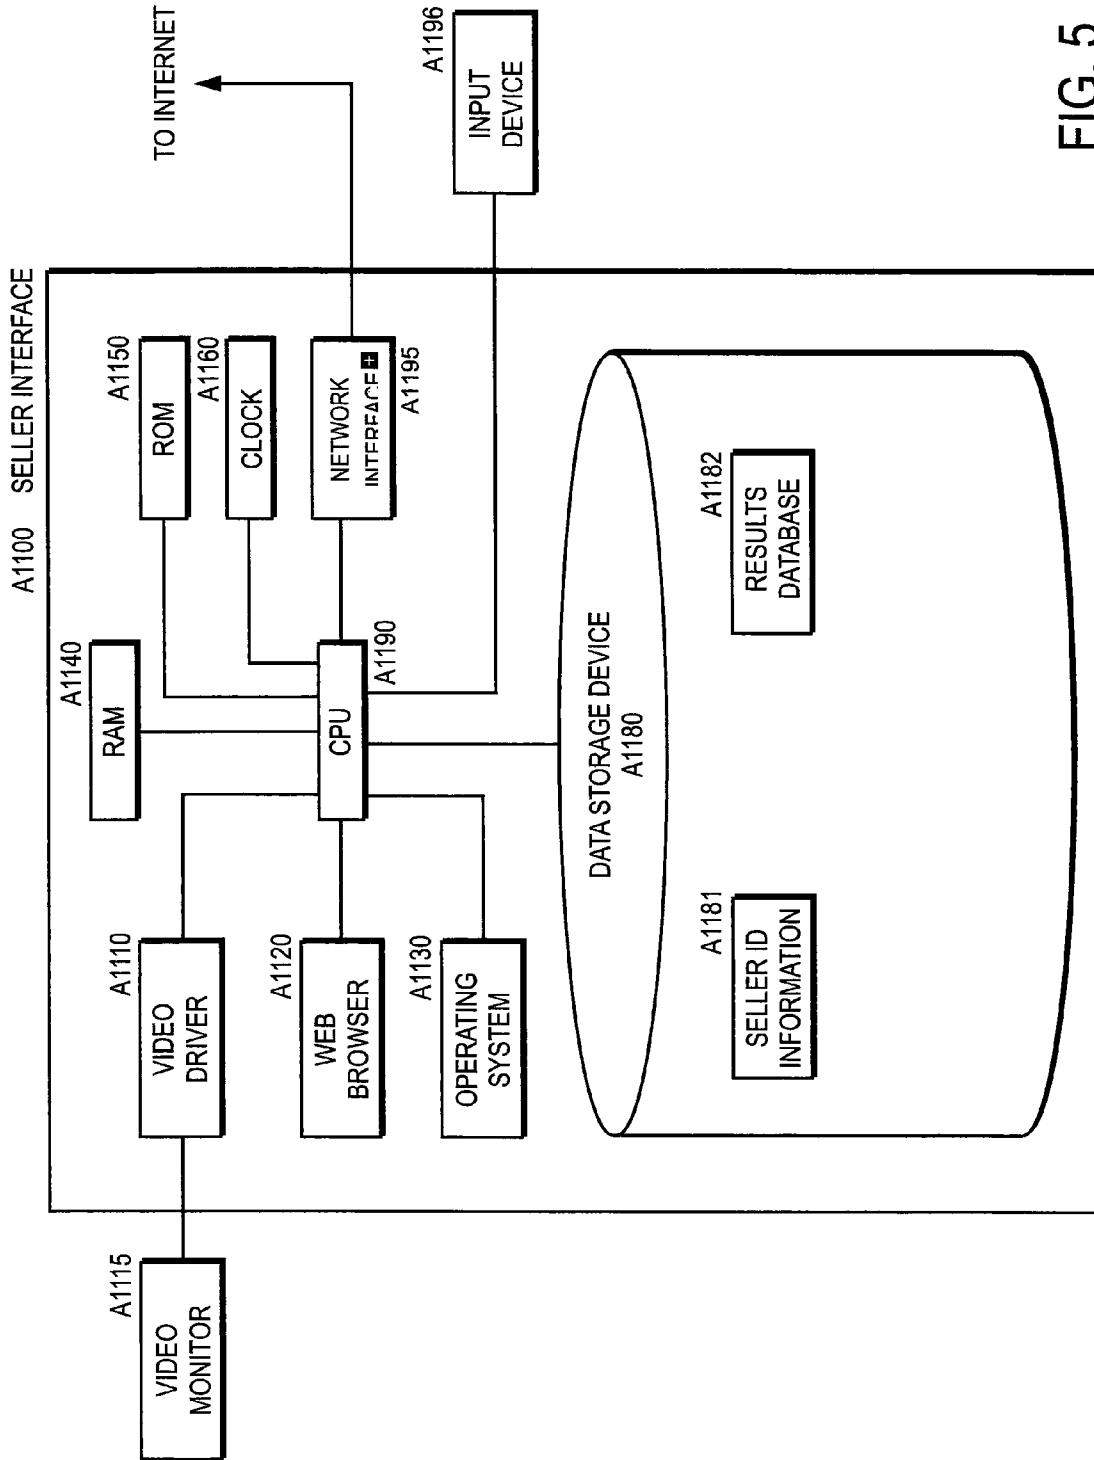 A1100 SELLER INTERFACE
TO INTERNET
A1115
VIDEO
MONITOR
A1110
VIDEO
DRIVER
A1120
WEB
BROWSER
A1130
OPERATING
SYSTEM
A1140
RAM
A1190
CPU
A1150
ROM
A1160
CLOCK
NETWORK
INTERFACE
A1195
A1196
INPUT
DEVICE
DATA STORAGE DEVICE
A1180
A1181
SELLER ID
INFORMATION
A1182
RESULTS
DATABASE
FIG. 5